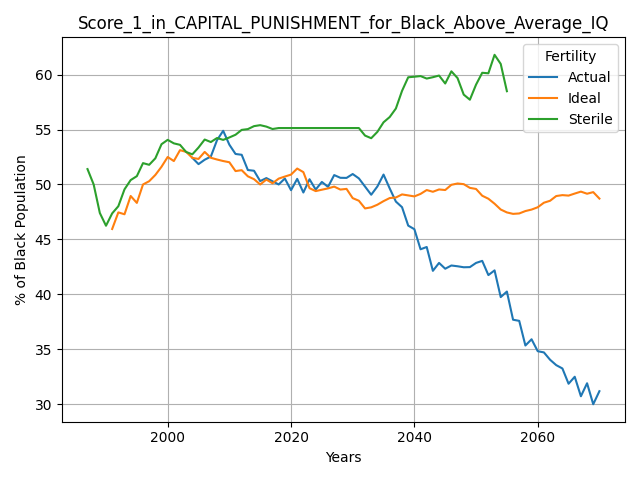 Score_1_in_CAPITAL_PUNISHMENT_for_Black_Above_Average_IQ
Fertility
Actual
Ideal
Sterile
% of Black Population
60
55
50
45
40
35
30
2000 2020 2040 2060
Years